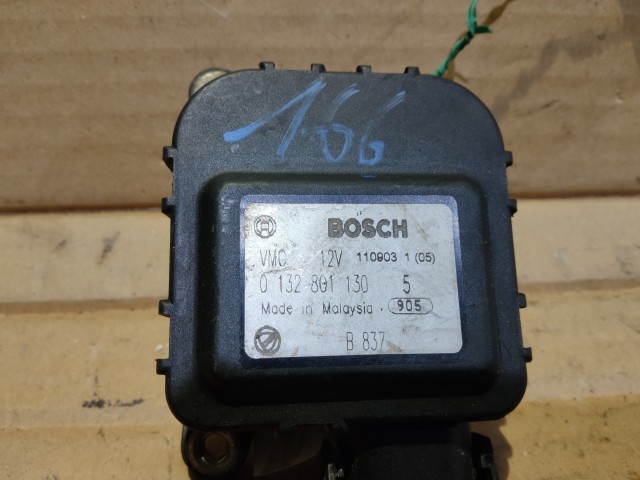 1.66
BOSCH
VMC 12V 110903 1 (05)
0 132 801 130 5
Made in Malaysia . 905
B 837